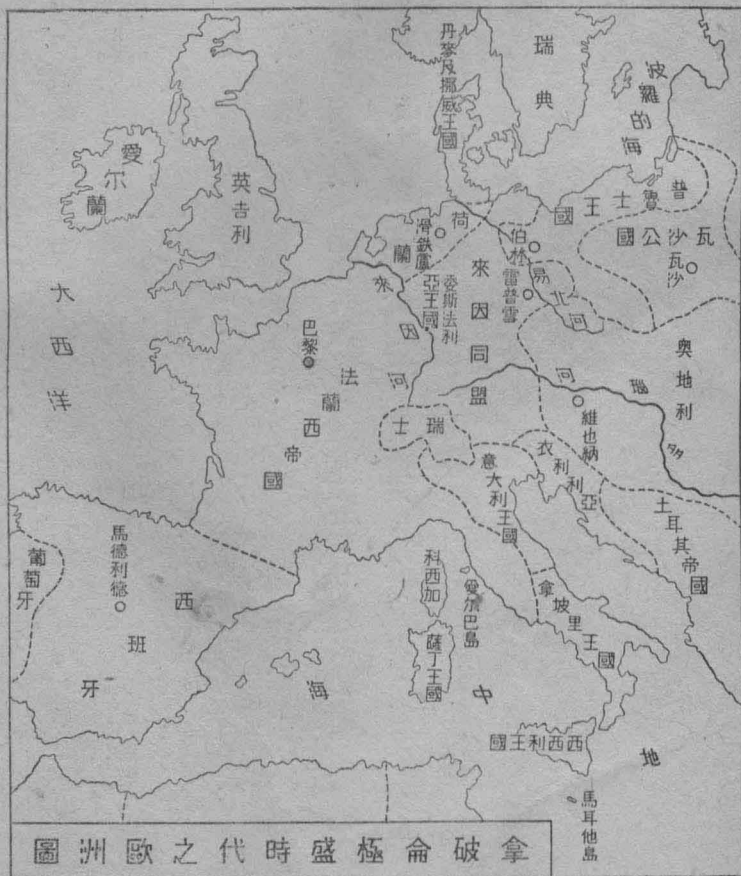 丹麥及挪威王國
瑞典
波羅的海
愛尔蘭
英吉利
大西洋
荷蘭
滑鉄盧
普魯士王國
瓦沙公國
瓦沙
伯林
雷普雪
易北河
來因同盟
委斯法利亞王國
來因河
巴黎
法蘭西帝國
瑞士
奧地利
多瑙河
維也納
衣利利亞
意大利王國
土耳其帝國
葡萄牙
馬德利德
西班牙
科西加
愛爾巴島
薩丁王國
拿坡里王國
西西利王國
地中海
馬耳他島
拿破侖極盛時代之歐洲圖